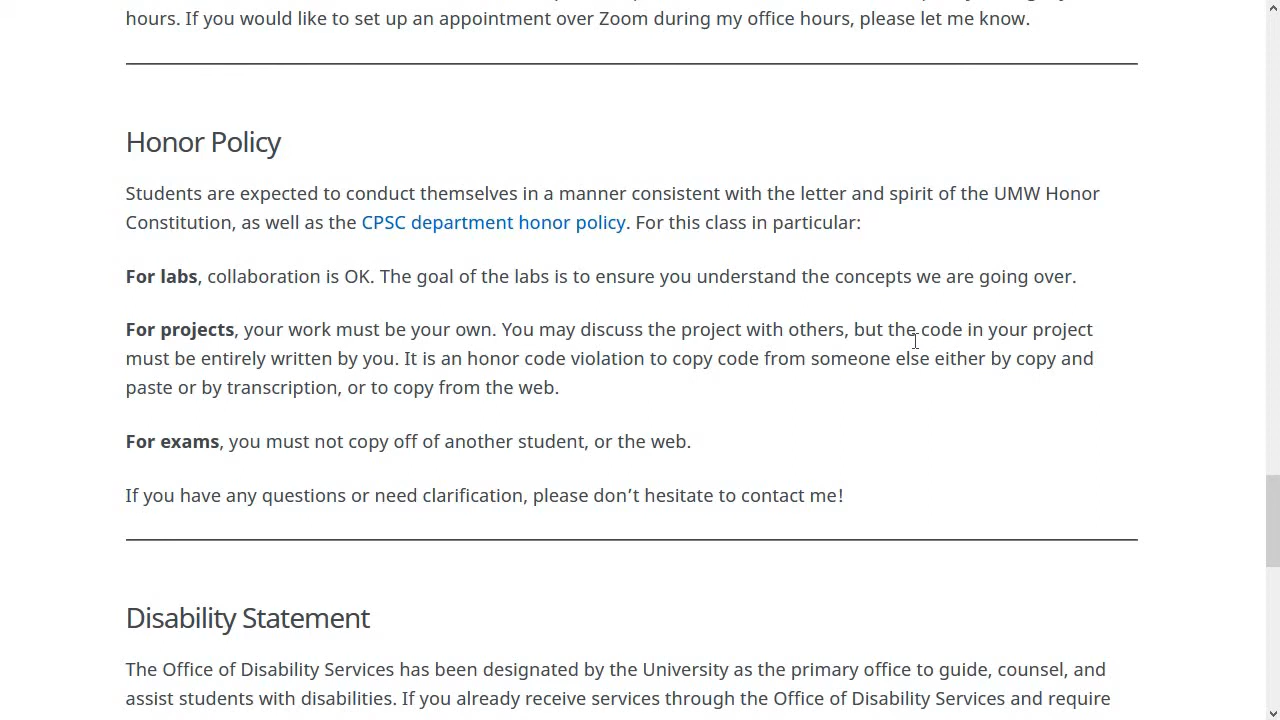 hours. If you would like to set up an appointment over Zoom during my office hours, please let me know.
Honor Policy
Students are expected to conduct themselves in a manner consistent with the letter and spirit of the UMW Honor
Constitution, as well as the CPSC department honor policy. For this class in particular:
For labs, collaboration is OK. The goal of the labs is to ensure you understand the concepts we are going over.
For projects, your work must be your own. You may discuss the project with others, but the code in your project
must be entirely written by you. It is an honor code violation to copy code from someone else either by copy and
paste or by transcription, or to copy from the web.
For exams, you must not copy off of another student, or the web.
If you have any questions or need clarification, please don’t hesitate to contact me!
Disability Statement
The Office of Disability Services has been designated by the University as the primary office to guide, counsel, and
assist students with disabilities. If you already receive services through the Office of Disability Services and require